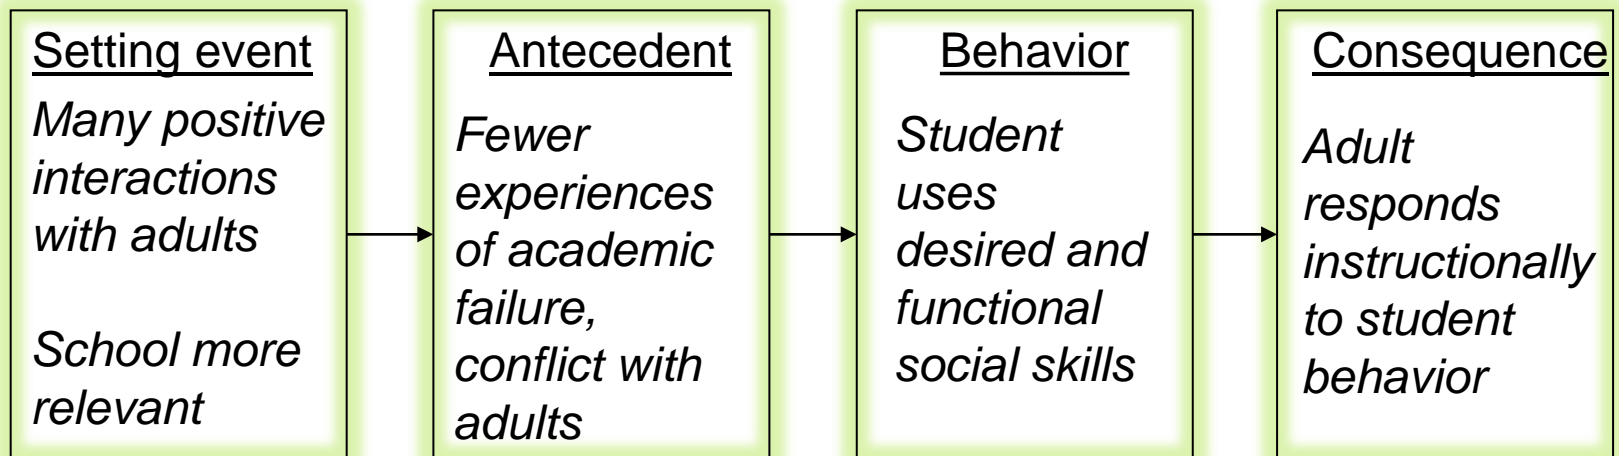 Setting event
Many positive
interactions
with adults
School more
relevant
Antecedent
Fewer
experiences
of academic
failure,
conflict with
adults
Behavior
Student
uses
desired and
functional
social skills
Consequence
Adult
responds
instructionally
to student
behavior